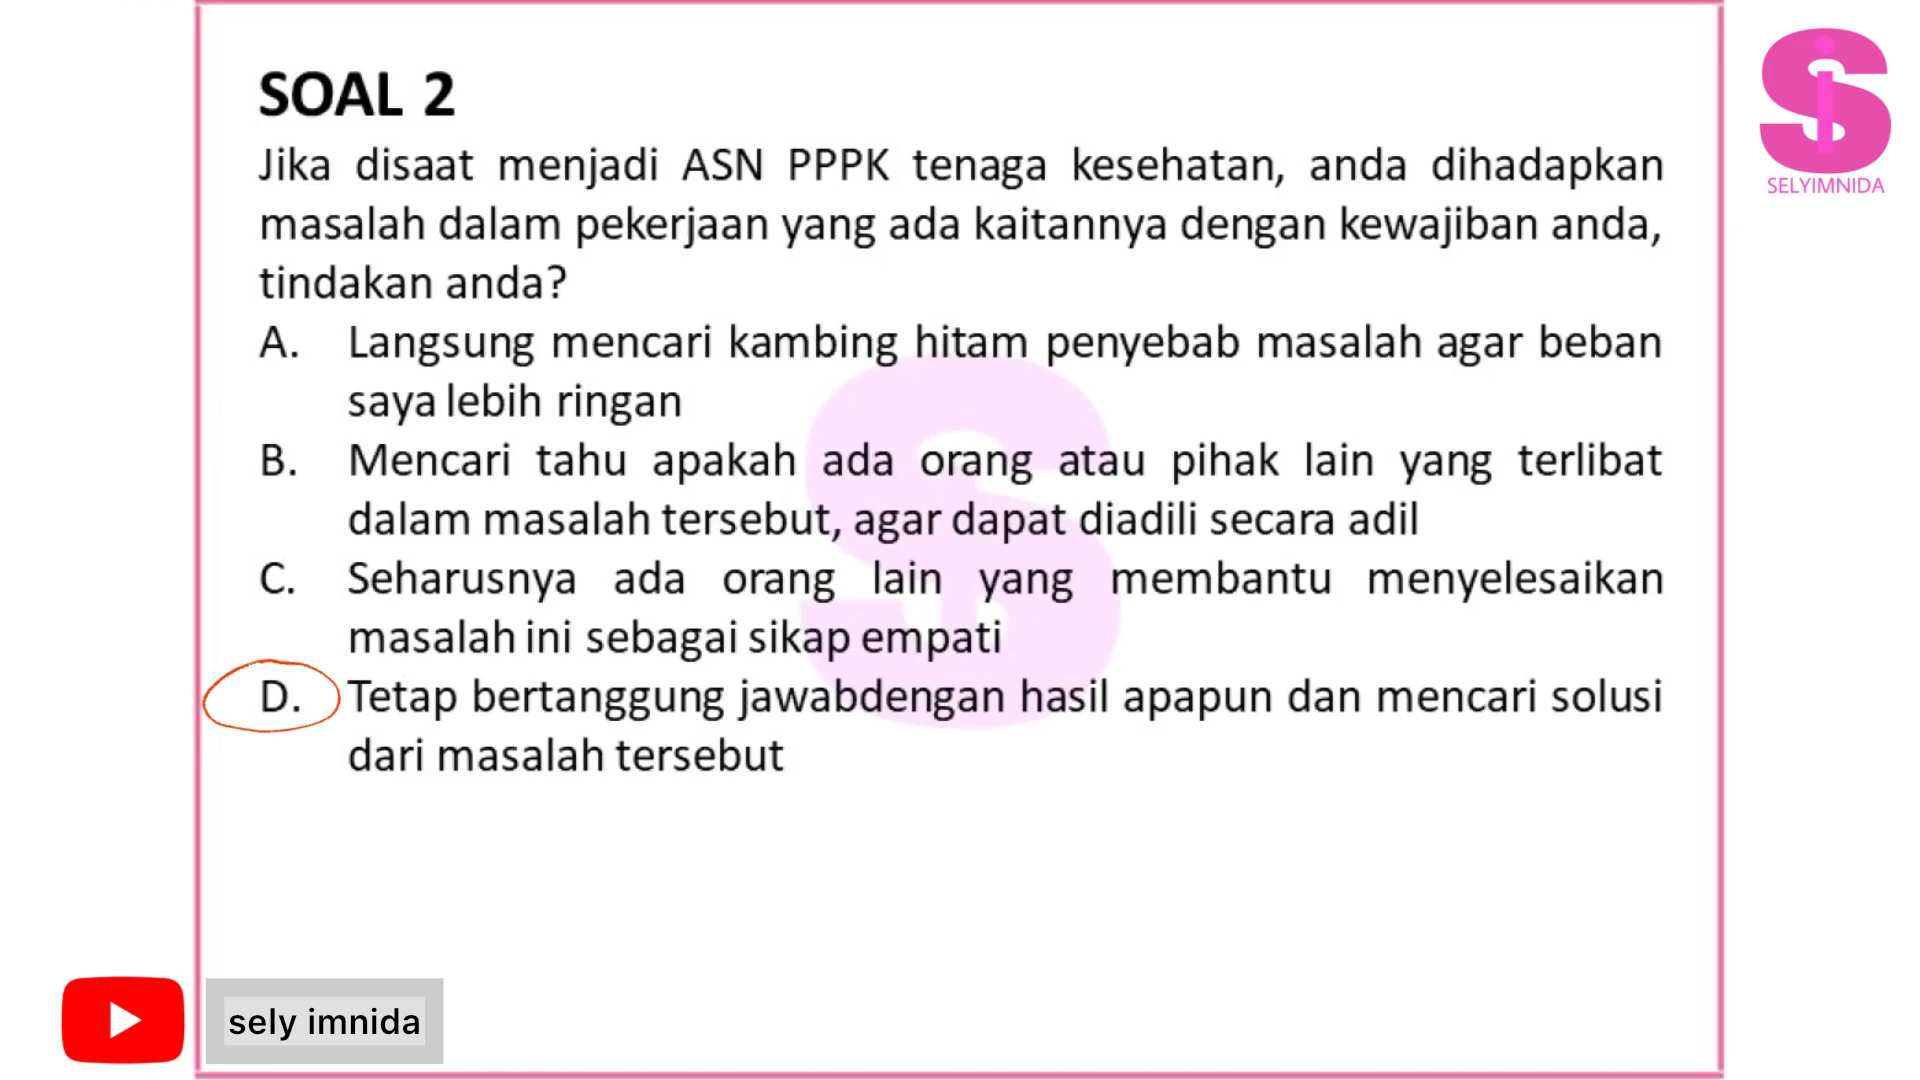 SOAL 2
Jika disaat menjadi ASN PPPK tenaga kesehatan, anda dihadapkan
masalah dalam pekerjaan yang ada kaitannya dengan kewajiban anda,
tindakan anda?
A. Langsung mencari kambing hitam penyebab masalah agar beban
saya lebih ringan
B. Mencari tahu apakah ada orang atau pihak lain yang terlibat
dalam masalah tersebut, agar dapat diadili secara adil
C. Seharusnya ada orang lain yang membantu menyelesaikan
masalah ini sebagai sikap empati
D. Tetap bertanggung jawabdengan hasil apapun dan mencari solusi
dari masalah tersebut
SELYIMNIDA
sely imnida